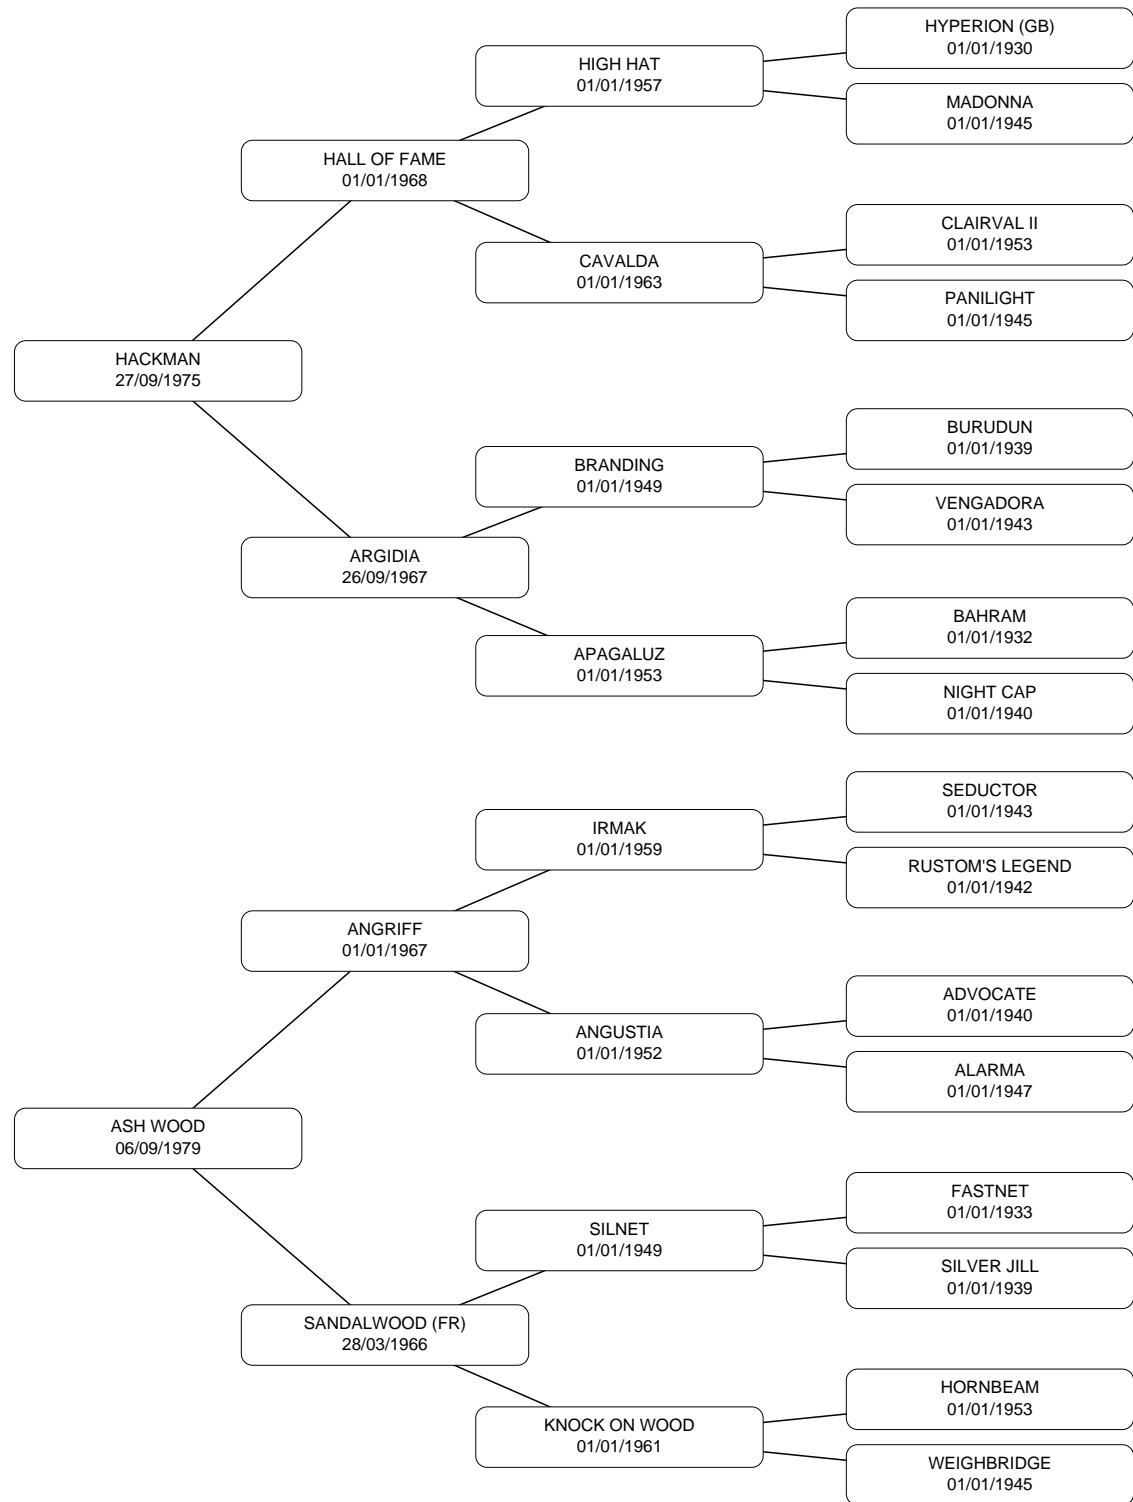 HYPERION (GB)
01/01/1930
HIGH HAT
01/01/1957
MADONNA
01/01/1945
HALL OF FAME
01/01/1968
CLAIRVAL II
01/01/1953
CAVALDA
01/01/1963
PANILIGHT
01/01/1945
HACKMAN
27/09/1975
BURUDUN
01/01/1939
BRANDING
01/01/1949
VENGADORA
01/01/1943
ARGIDIA
26/09/1967
BAHRAM
01/01/1932
APAGALUZ
01/01/1953
NIGHT CAP
01/01/1940
SEDUCTOR
01/01/1943
IRMAK
01/01/1959
RUSTOM'S LEGEND
01/01/1942
ANGRIFF
01/01/1967
ADVOCATE
01/01/1940
ANGUSTIA
01/01/1952
ALARMA
01/01/1947
ASH WOOD
06/09/1979
FASTNET
01/01/1933
SILNET
01/01/1949
SILVER JILL
01/01/1939
SANDALWOOD (FR)
28/03/1966
HORNBEAM
01/01/1953
KNOCK ON WOOD
01/01/1961
WEIGHBRIDGE
01/01/1945